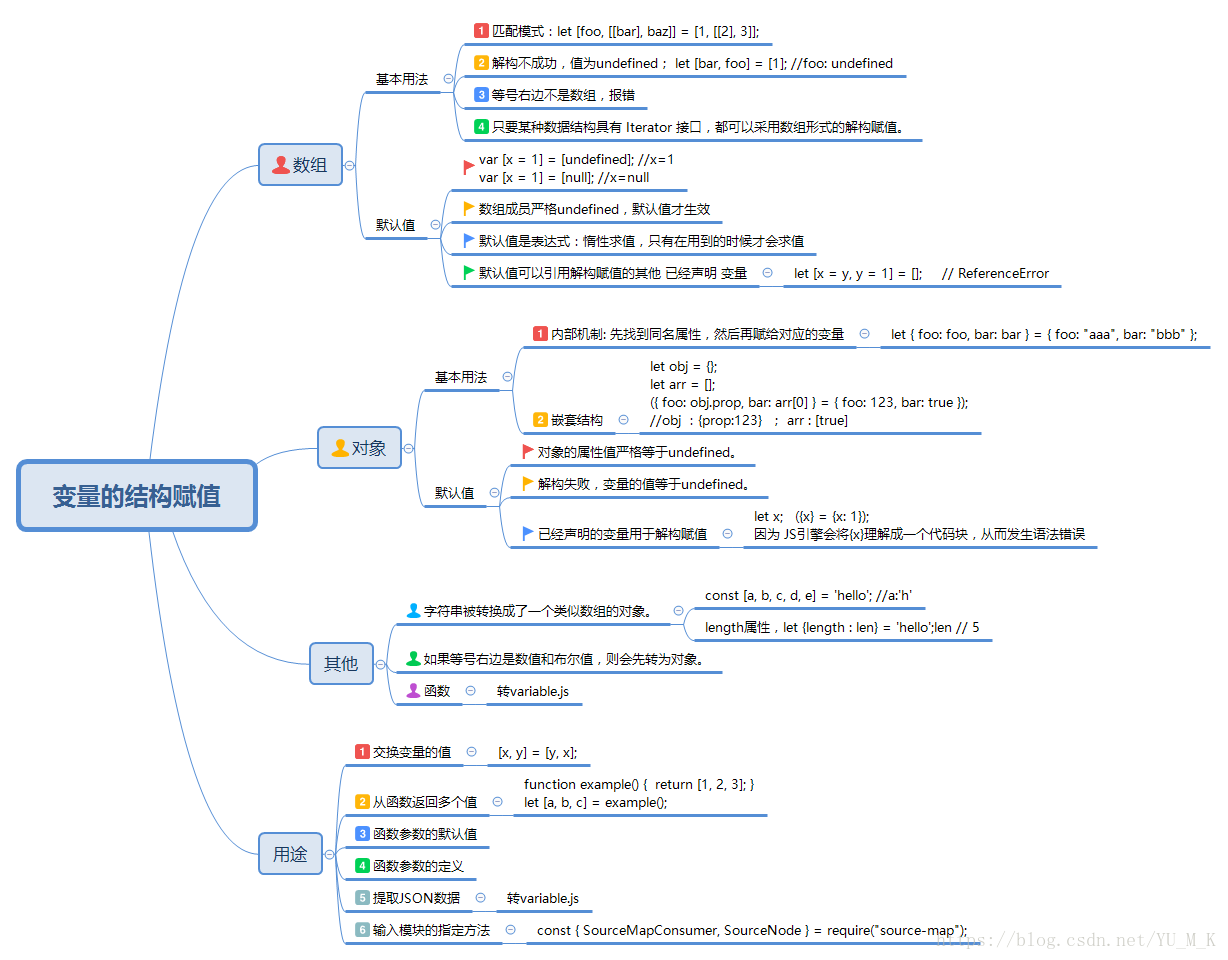 变量的结构赋值
数组
基本用法
1 匹配模式：let [foo, [[bar], baz]] = [1, [[2], 3]];
2 解构不成功，值为undefined； let [bar, foo] = [1]; //foo: undefined
3 等号右边不是数组，报错
4 只要某种数据结构具有 Iterator 接口，都可以采用数组形式的解构赋值。
默认值
var [x = 1] = [undefined]; //x=1
var [x = 1] = [null]; //x=null
数组成员严格undefined，默认值才生效
默认值是表达式：惰性求值，只有在用到的时候才会求值
默认值可以引用解构赋值的其他 已经声明 变量
let [x = y, y = 1] = []; // ReferenceError
对象
基本用法
1 内部机制: 先找到同名属性，然后再赋给对应的变量
let { foo: foo, bar: bar } = { foo: "aaa", bar: "bbb" };
2 嵌套结构
let obj = {};
let arr = [];
({ foo: obj.prop, bar: arr[0] } = { foo: 123, bar: true });
//obj ：{prop:123} ； arr : [true]
默认值
对象的属性值严格等于undefined。
解构失败，变量的值等于undefined。
已经声明的变量用于解构赋值
let x; ({x} = {x: 1});
因为 JS引擎会将{x}理解成一个代码块，从而发生语法错误
其他
字符串被转换成了一个类似数组的对象。
const [a, b, c, d, e] = 'hello'; //a:'h'
length属性，let {length : len} = 'hello';len // 5
如果等号右边是数值和布尔值，则会先转为对象。
函数
转variable.js
用途
1 交换变量的值
[x, y] = [y, x];
2 从函数返回多个值
function example() { return [1, 2, 3]; }
let [a, b, c] = example();
3 函数参数的默认值
4 函数参数的定义
5 提取JSON数据
转variable.js
6 输入模块的指定方法
const { SourceMapConsumer, SourceNode } = require("source-map");
https://blog.csdn.net/YU_M_K